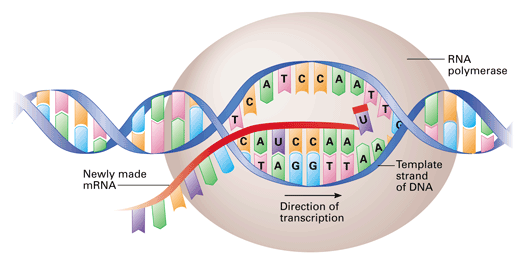 RNA
polymerase
T C A T C C A A T T G
U
C A U C C A A
T A G G T T A A
Newly made
mRNA
Template
strand
of DNA
Direction of
transcription